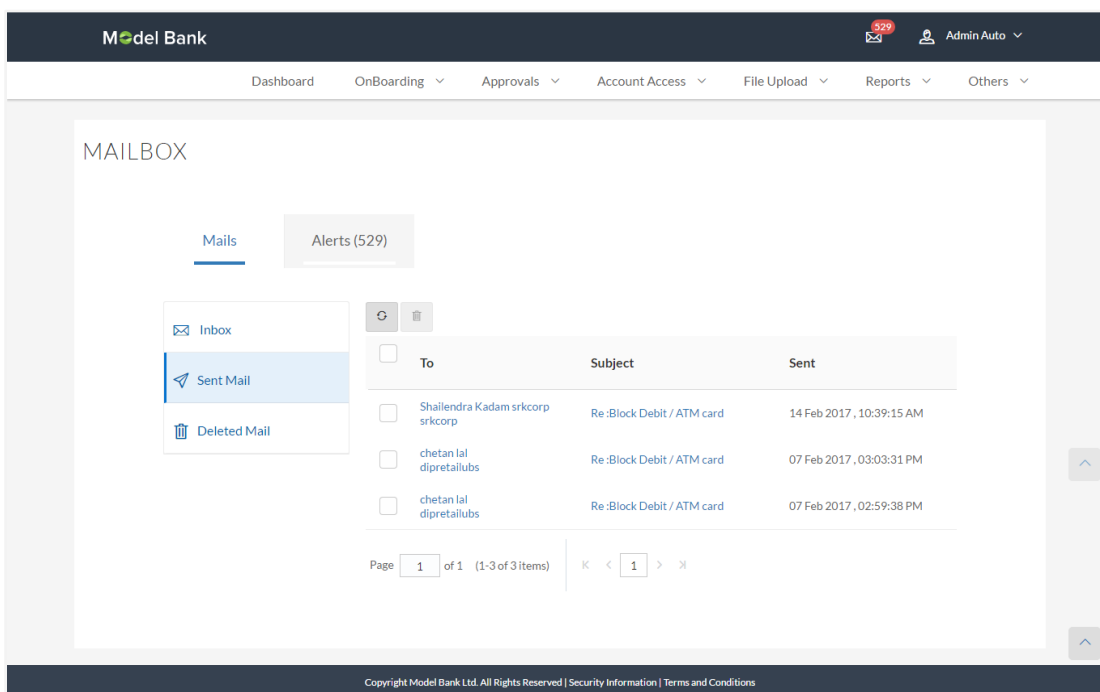 Model Bank
529
Admin Auto
Dashboard OnBoarding Approvals Account Access File Upload Reports Others
MAILBOX
Mails Alerts (529)
Inbox
Sent Mail
Deleted Mail
To Subject Sent
Shailendra Kadam srkcorp
srkcorp
Re :Block Debit / ATM card
14 Feb 2017 , 10:39:15 AM
chetan lal
dipretailubs
Re :Block Debit / ATM card
07 Feb 2017 , 03:03:31 PM
chetan lal
dipretailubs
Re :Block Debit / ATM card
07 Feb 2017 , 02:59:38 PM
Page 1 of 1 (1-3 of 3 items) 1
Copyright Model Bank Ltd. All Rights Reserved | Security Information | Terms and Conditions